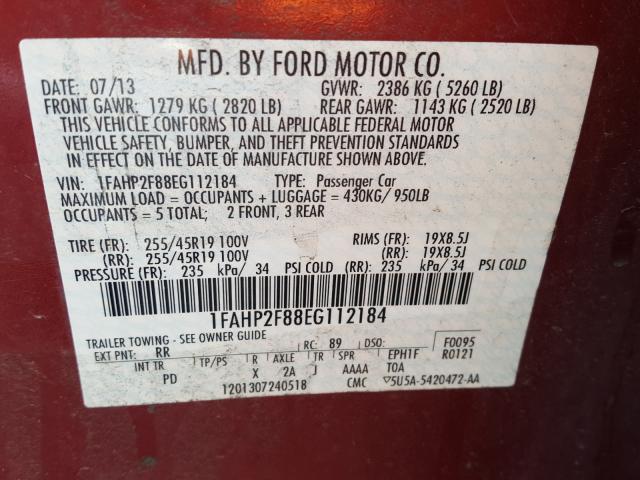 MFD. BY FORD MOTOR CO.
DATE: 07/13 GVWR: 2386 KG ( 5260 LB)
FRONT GAWR: 1279 KG ( 2820 LB) REAR GAWR: 1143 KG ( 2520 LB)
THIS VEHICLE CONFORMS TO ALL APPLICABLE FEDERAL MOTOR
VEHICLE SAFETY, BUMPER, AND THEFT PREVENTION STANDARDS
IN EFFECT ON THE DATE OF MANUFACTURE SHOWN ABOVE.
VIN: 1FAHP2F88EG112184 TYPE: Passenger Car
MAXIMUM LOAD = OCCUPANTS + LUGGAGE = 430KG/ 950LB
OCCUPANTS = 5 TOTAL; 2 FRONT, 3 REAR
TIRE (FR): 255/45R19 100V RIMS (FR): 19X8.5J
(RR): 255/45R19 100V (RR): 19X8.5J
PRESSURE (FR): 235 kPa/ 34 PSI COLD (RR): 235 kPa/ 34 PSI COLD
1FAHP2F88EG112184
TRAILER TOWING - SEE OWNER GUIDE
EXT PNT: RR RC: 89 DSO: F0095
INT TR TP/PS R AXLE TR SPR EPH1F R0121
PD X 2A J AAAA TOA
1201307240518 CMC ▽5U5A-5420472-AA